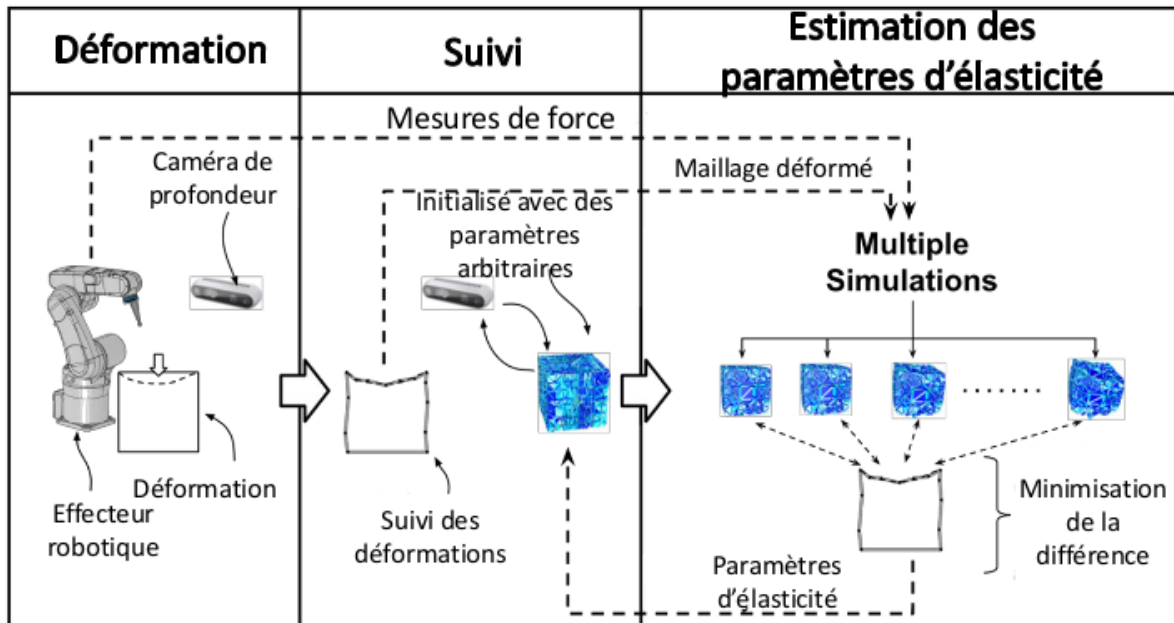 Déformation
Suivi
Estimation des
paramètres d'élasticité
Mesures de force
Caméra de
profondeur
Maillage déformé
Initialisé avec des
paramètres
arbitraires
Multiple
Simulations
Déformation
Effecteur
robotique
Suivi des
déformations
Minimisation
de la
différence
Paramètres
d'élasticité